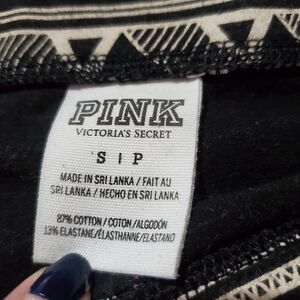 PINK
VICTORIA'S SECRET
S | P
MADE IN SRI LANKA / FAIT AU
SRI LANKA / HECHO EN SRI LANKA
87% COTTON / COTON / ALGODÓN
13% ELASTANE / ÉLASTHANNE / ELASTANO